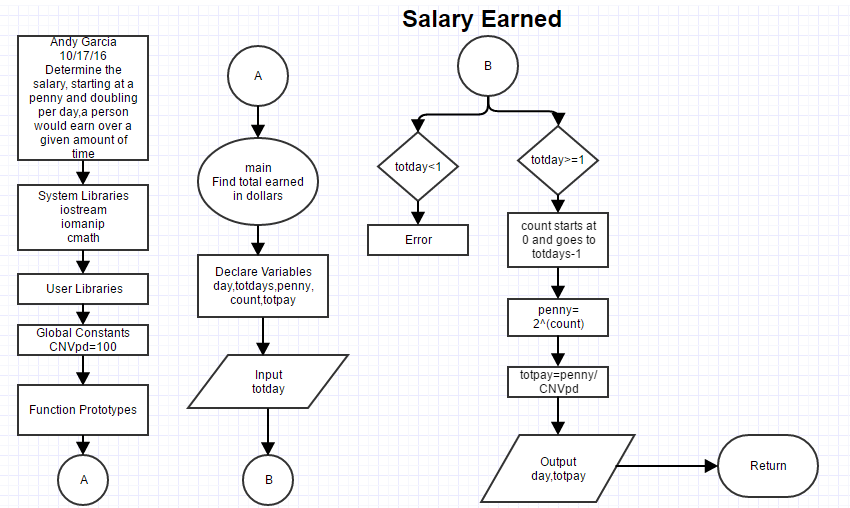 Salary Earned
Andy Garcia
10/17/16
Determine the
salary, starting at a
penny and doubling
per day,a person
would earn over a
given amount of
time
System Libraries
iostream
iomanip
cmath
User Libraries
Global Constants
CNVpd=100
Function Prototypes
A
A
main
Find total earned
in dollars
Declare Variables
day,totdays,penny,
count,totpay
Input
totday
B
B
totday<1
Error
totday>=1
count starts at
0 and goes to
totdays-1
penny=
2^(count)
totpay=penny/
CNVpd
Output
day,totpay
Return